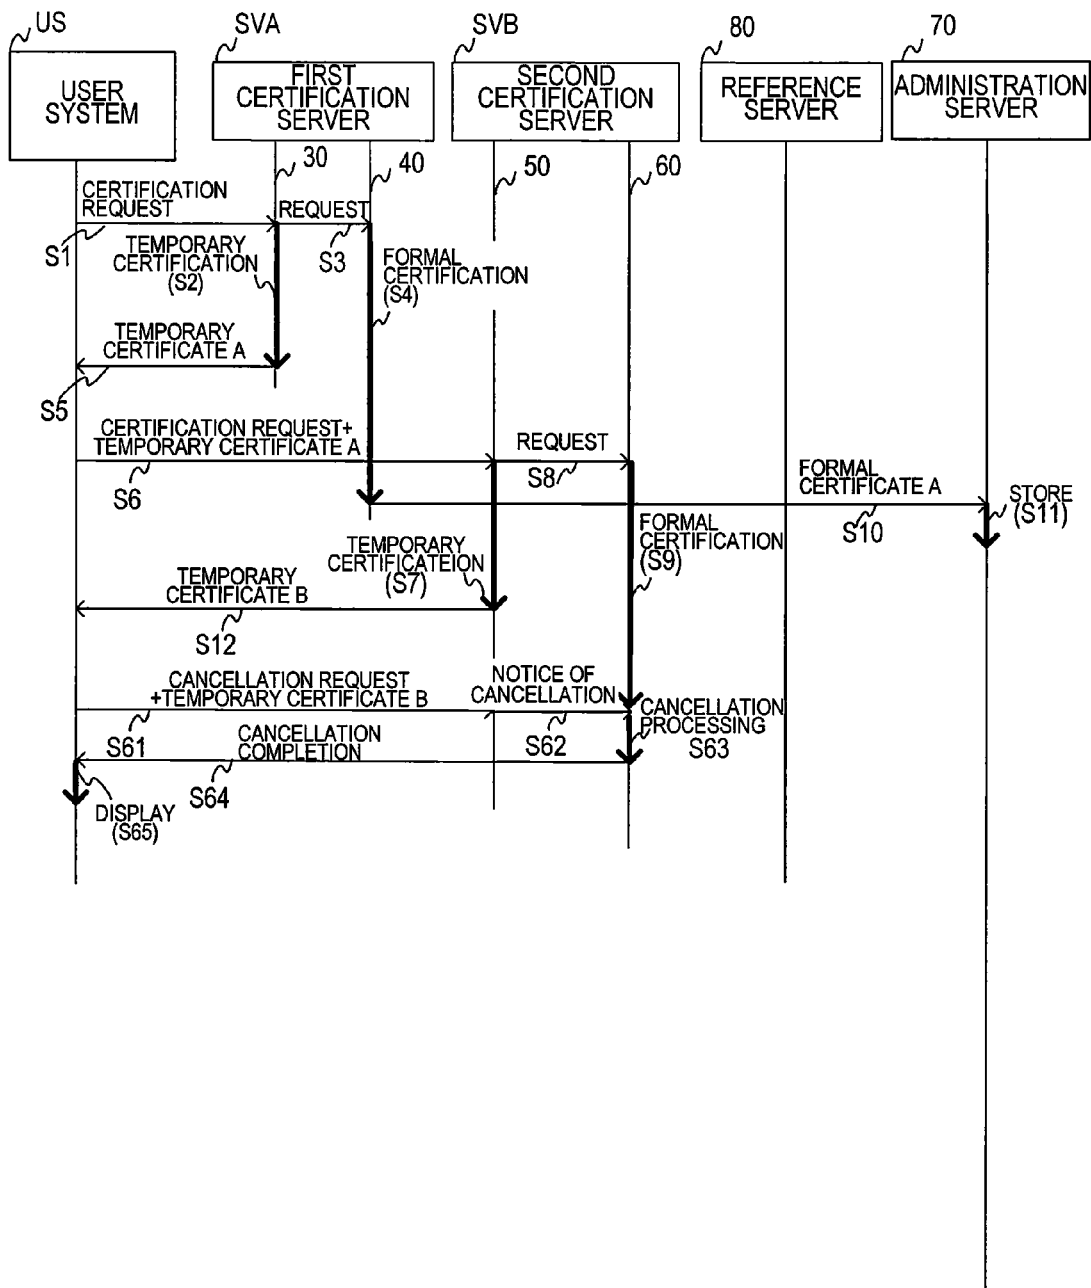 US
SVA
SVB
80
70
USER
SYSTEM
FIRST
CERTIFICATION
SERVER
SECOND
CERTIFICATION
SERVER
REFERENCE
SERVER
ADMINISTRATION
SERVER
30
40
50
60
CERTIFICATION
REQUEST
REQUEST
S1
S3
TEMPORARY
CERTIFICATION
(S2)
FORMAL
CERTIFICATION
(S4)
TEMPORARY
CERTIFICATE A
S5
CERTIFICATION REQUEST+
TEMPORARY CERTIFICATE A
REQUEST
S6
S8
FORMAL
CERTIFICATE A
S10
STORE
(S11)
TEMPORARY
CERTIFICATEION
(S7)
FORMAL
CERTIFICATION
(S9)
TEMPORARY
CERTIFICATE B
S12
CANCELLATION REQUEST
+TEMPORARY CERTIFICATE B
NOTICE OF
CANCELLATION
S61
S62
CANCELLATION
PROCESSING
S63
CANCELLATION
COMPLETION
S64
DISPLAY
(S65)